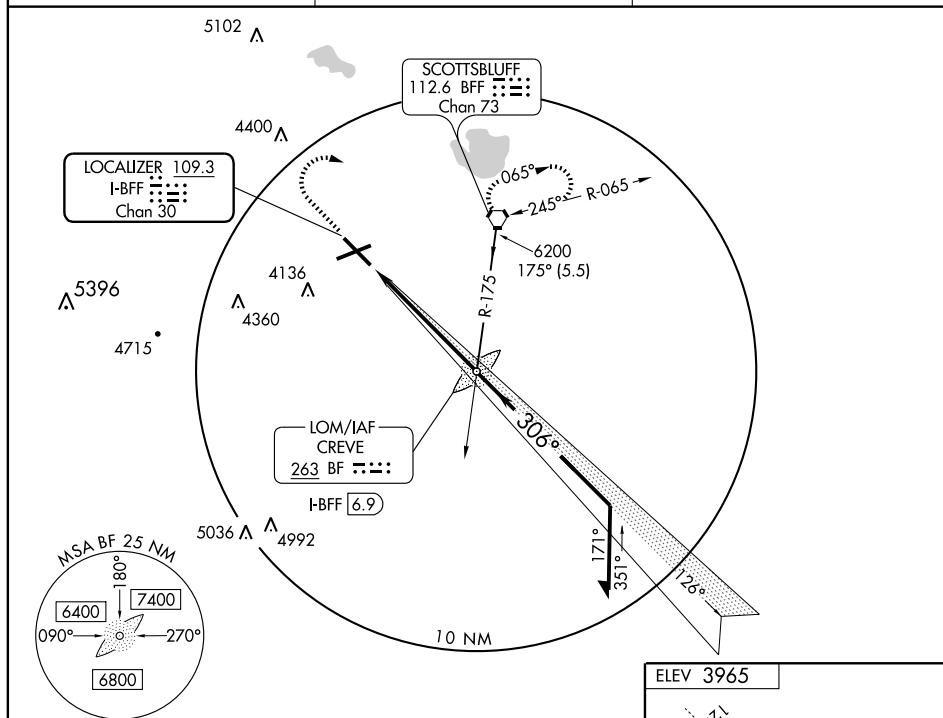 5102
SCOTTSBLUFF
112.6 BFF
Chan 73
4400
LOCALIZER 109.3
I-BFF
Chan 30
065°
245°
R-065
6200
175° (5.5)
R-175
5396
4136
4360
4715
LOM/IAF
CREVE
263 BF
I-BFF 6.9
306°
5036
4992
171°
351°
126°
10 NM
MSA BF 25 NM
180°
6400
7400
090°
270°
6800
ELEV 3965
1.2